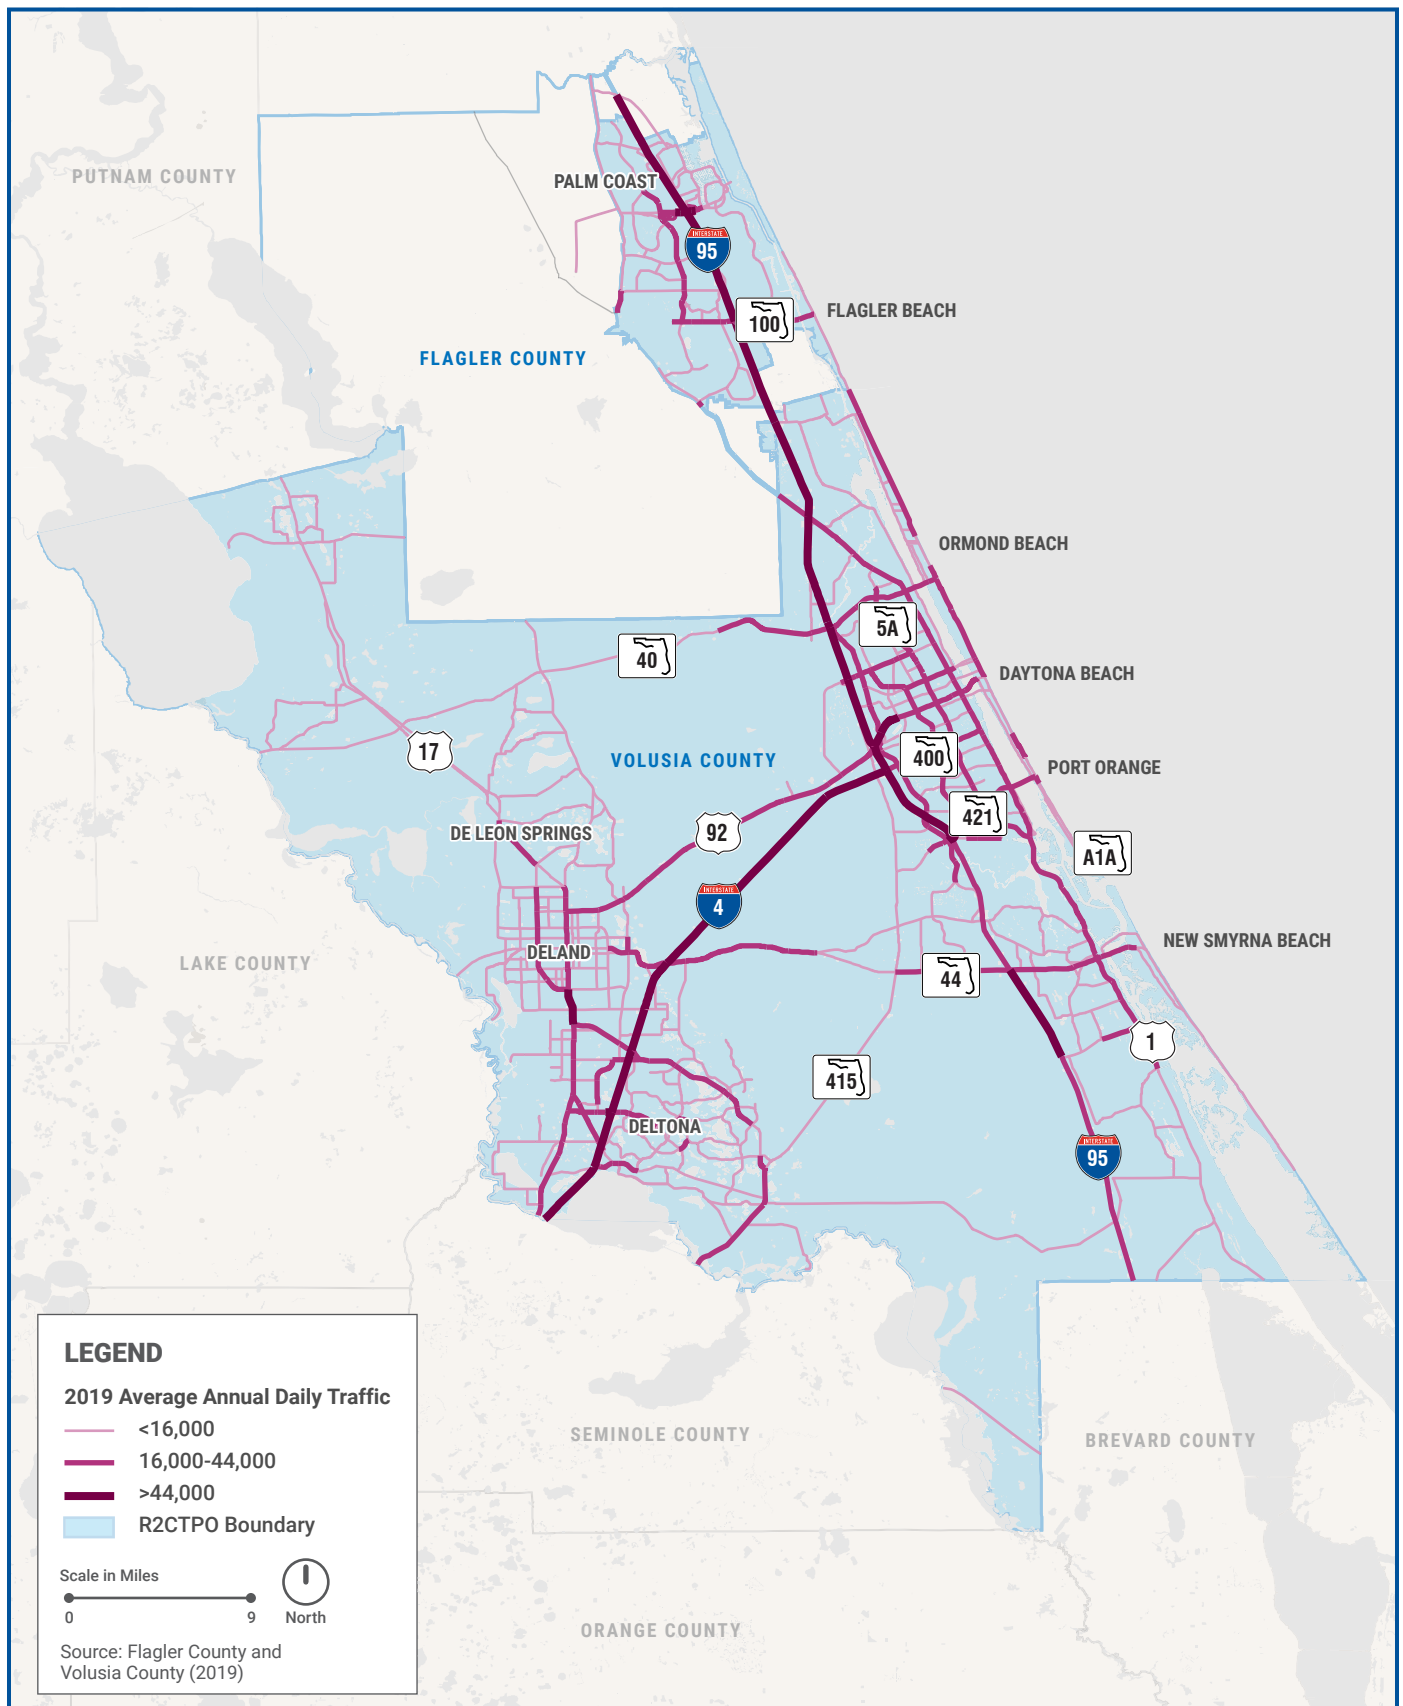 PUTNAM COUNTY
PALM COAST
INTERSTATE
95
100
FLAGLER BEACH
FLAGLER COUNTY
ORMOND BEACH
5A
40
DAYTONA BEACH
17
VOLUSIA COUNTY
400
PORT ORANGE
421
DE LEON SPRINGS
92
A1A
INTERSTATE
4
DELAND
NEW SMYRNA BEACH
LAKE COUNTY
44
1
415
DELTONA
INTERSTATE
95
LEGEND
2019 Average Annual Daily Traffic
<16,000
16,000-44,000
>44,000
R2CTPO Boundary
Scale in Miles
0 9
North
Source: Flagler County and
Volusia County (2019)
SEMINOLE COUNTY
BREVARD COUNTY
ORANGE COUNTY